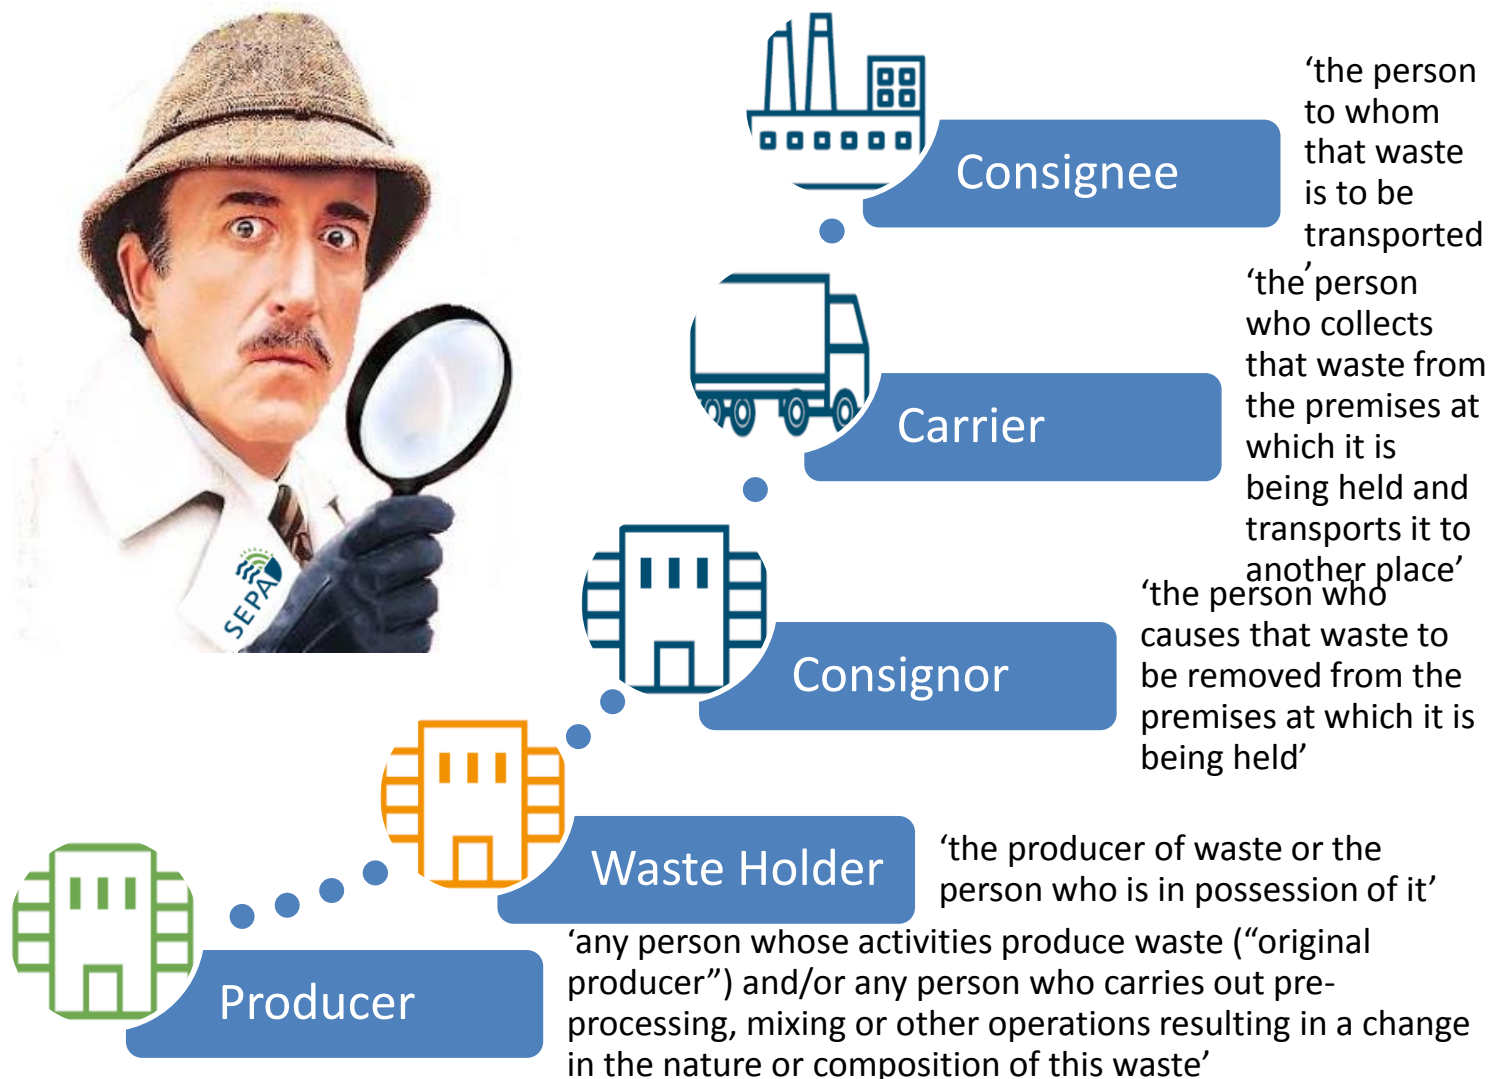 Consignee
‘the person
to whom
that waste
is to be
transported
’
Carrier
‘the person
who collects
that waste from
the premises at
which it is
being held and
transports it to
another place’
Consignor
‘the person who
causes that waste to
be removed from the
premises at which it is
being held’
Waste Holder
‘the producer of waste or the
person who is in possession of it’
Producer
‘any person whose activities produce waste (“original
producer”) and/or any person who carries out pre-
processing, mixing or other operations resulting in a change
in the nature or composition of this waste’
SEPA